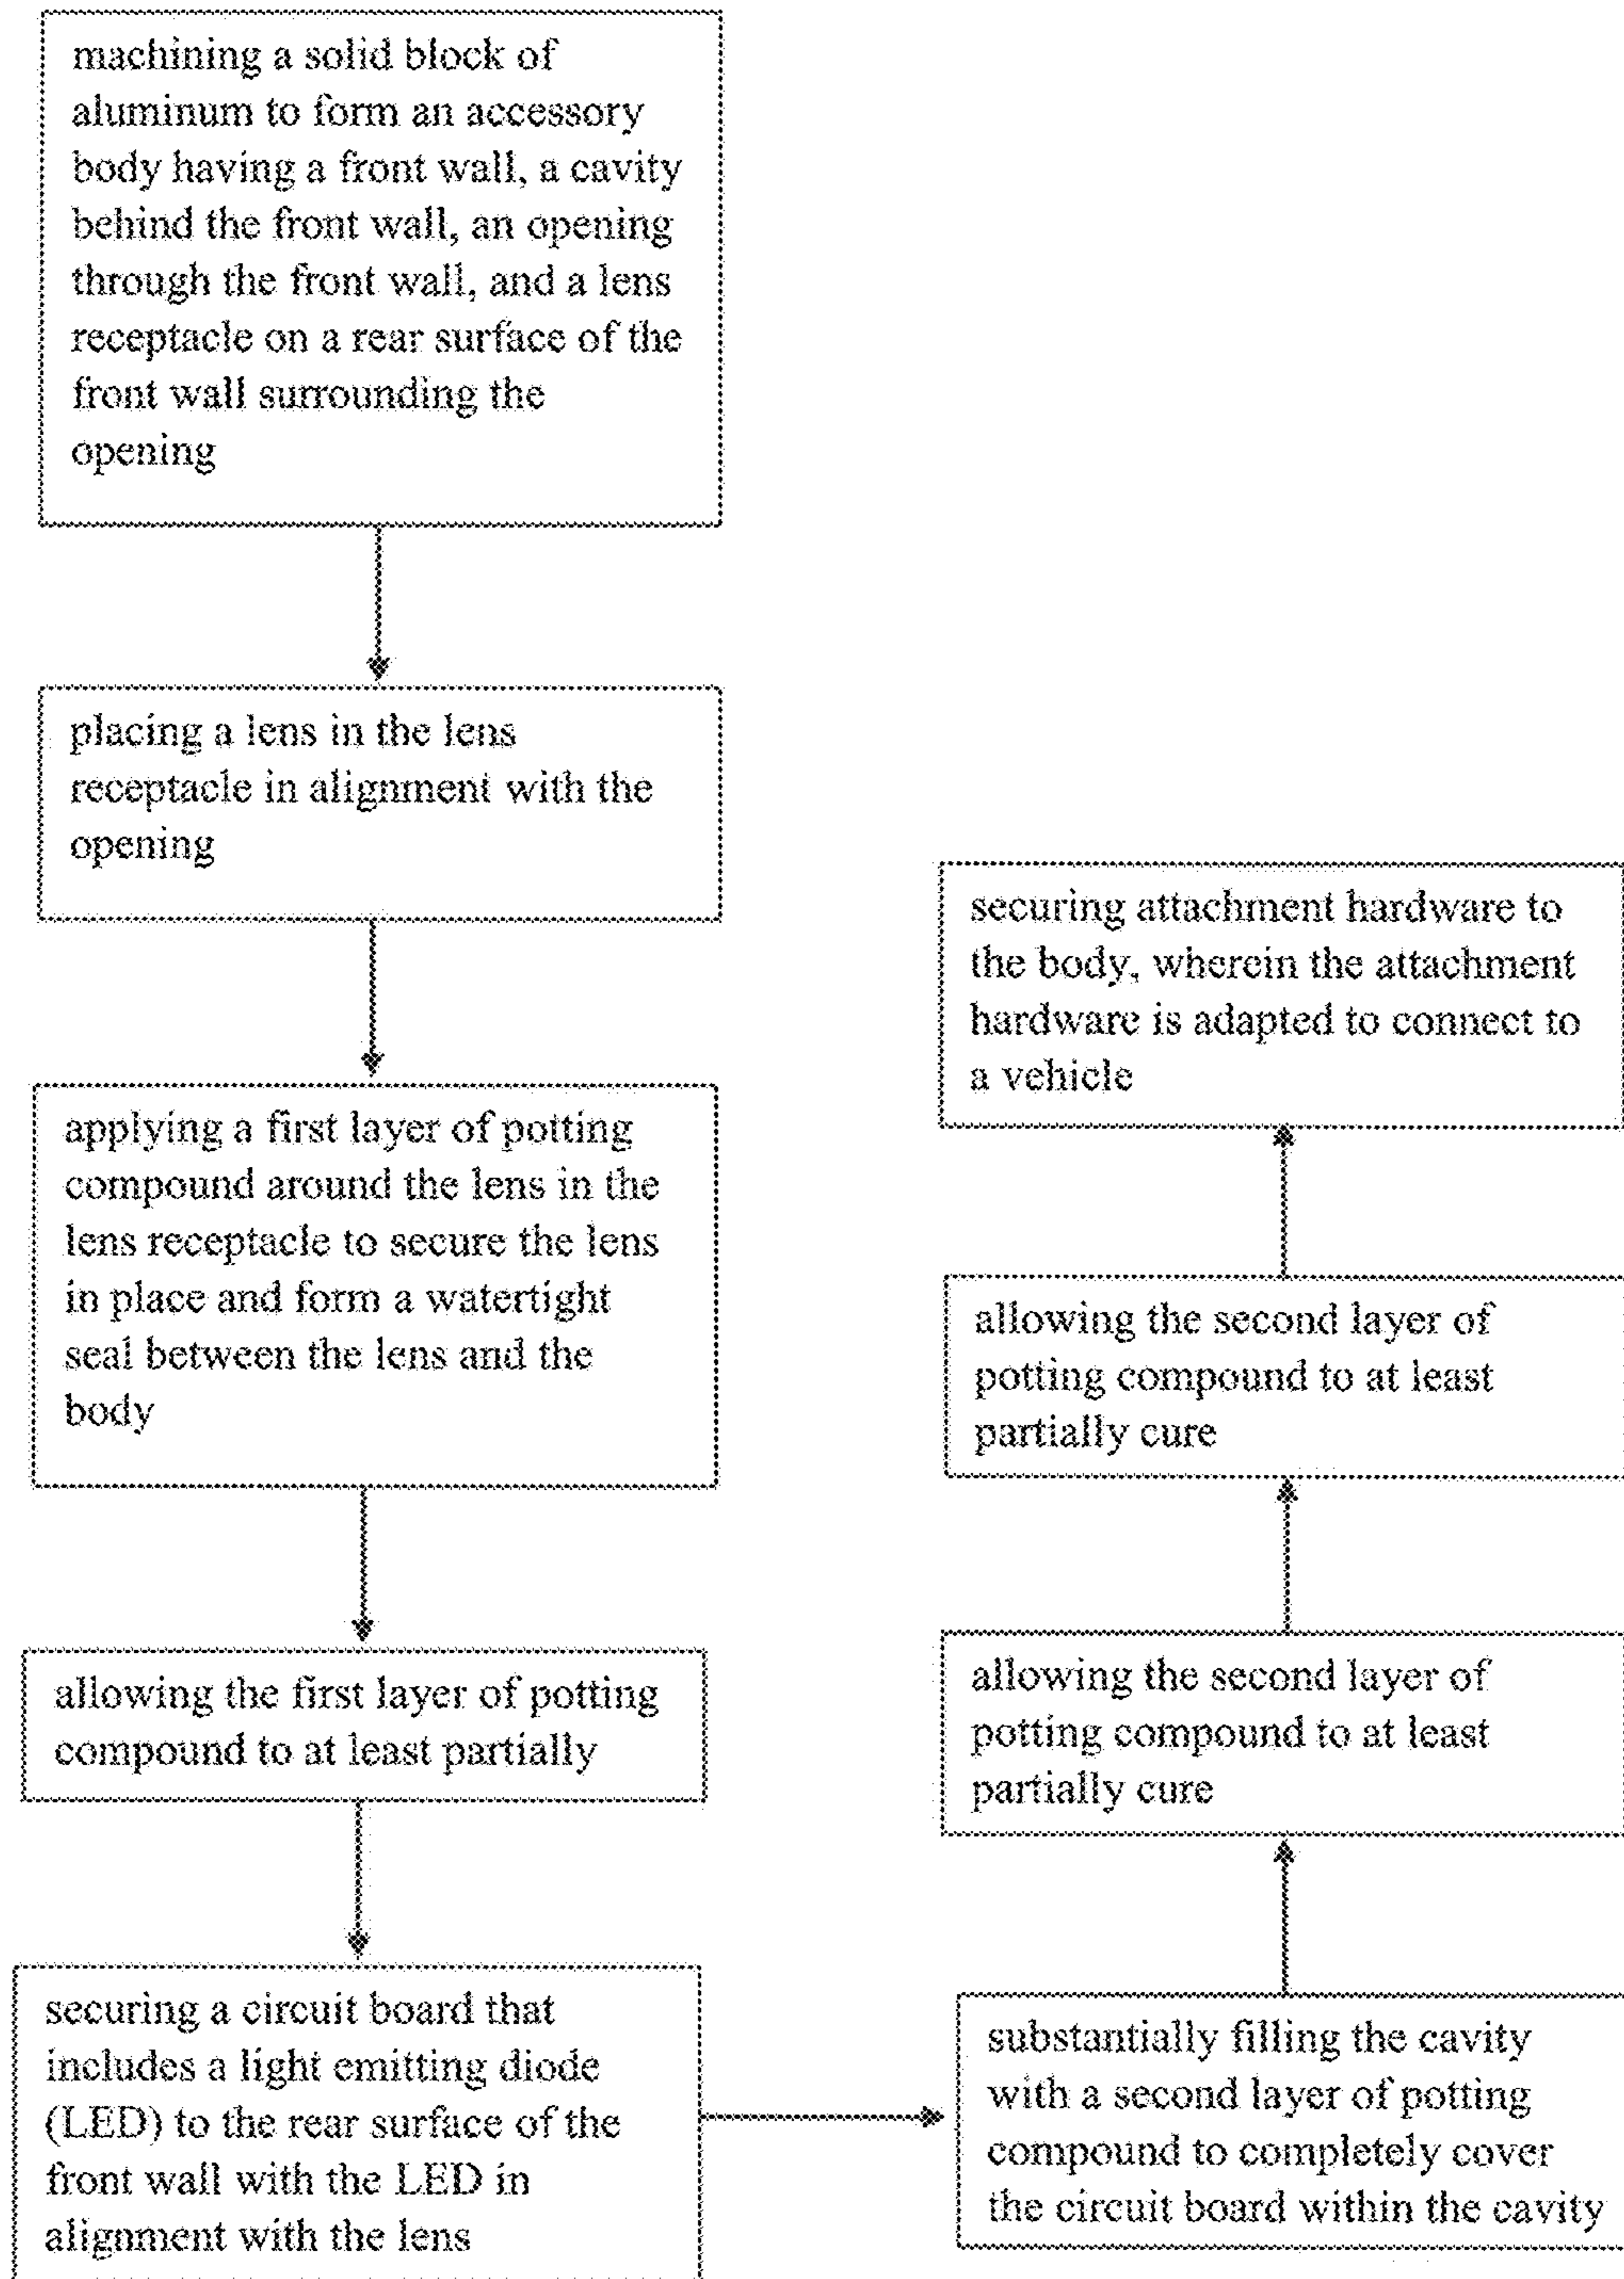 machining a solid block of
aluminum to form an accessory
body having a front wall, a cavity
behind the front wall, an opening
through the front wall, and a lens
receptacle on a rear surface of the
front wall surrounding the
opening
placing a lens in the lens
receptacle in alignment with the
opening
applying a first layer of potting
compound around the lens in the
lens receptacle to secure the lens
in place and form a watertight
seal between the lens and the
body
allowing the first layer of potting
compound to at least partially
securing a circuit board that
includes a light emitting diode
(LED) to the rear surface of the
front wall with the LED in
alignment with the lens
substantially filling the cavity
with a second layer of potting
compound to completely cover
the circuit board within the cavity
allowing the second layer of
potting compound to at least
partially cure
allowing the second layer of
potting compound to at least
partially cure
securing attachment hardware to
the body, wherein the attachment
hardware is adapted to connect to
a vehicle